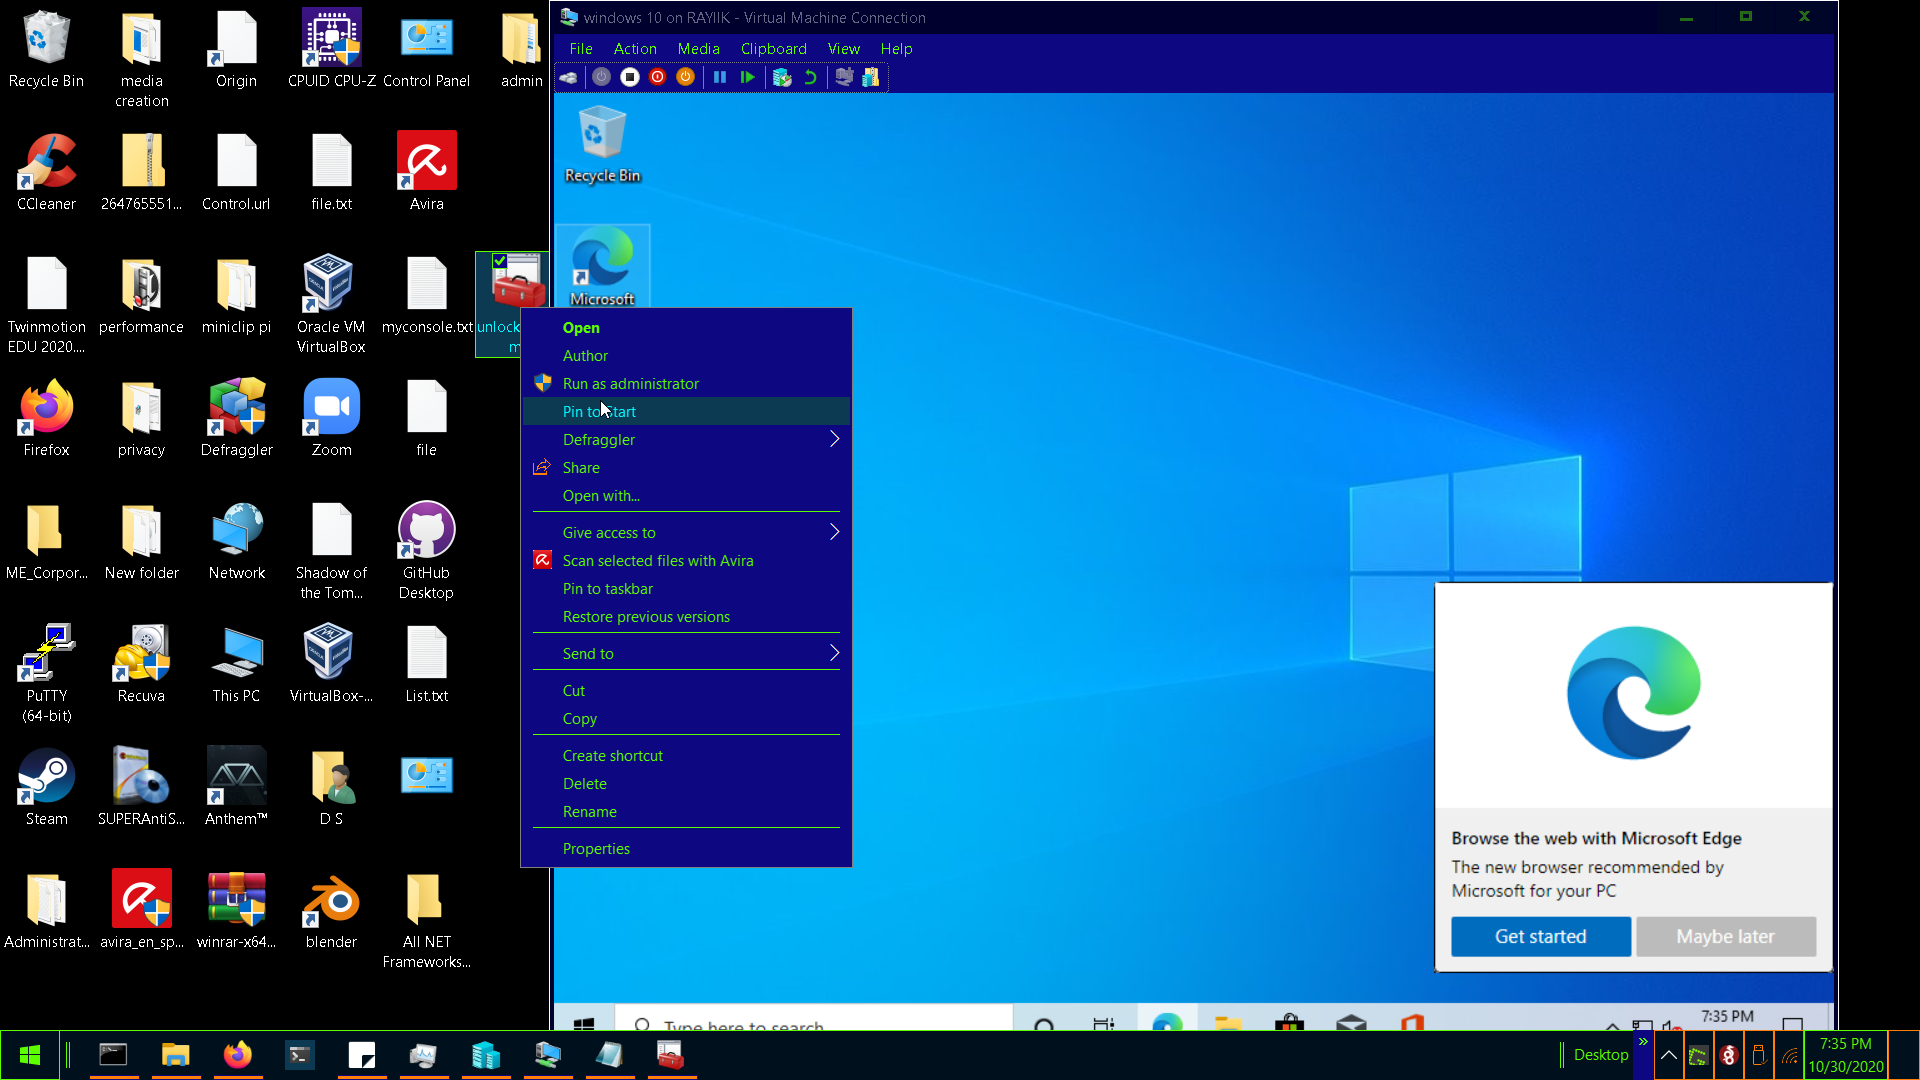 Recycle Bin
media
creation
Origin
CPUID CPU-Z
Control Panel
admin
CCleaner
264765551...
Control.url
file.txt
Avira
Twinmotion
EDU 2020....
performance
miniclip pi
Oracle VM
VirtualBox
myconsole.txt
unlock
m
Firefox
privacy
Defraggler
Zoom
file
ME_Corpor...
New folder
Network
Shadow of
the Tom...
GitHub
Desktop
PuTTY
(64-bit)
Recuva
This PC
VirtualBox-...
List.txt
Steam
SUPERAntiS...
Anthem™
D S
Administrat...
avira_en_sp...
winrar-x64...
blender
All NET
Frameworks...
windows 10 on RAYIIK - Virtual Machine Connection
File Action Media Clipboard View Help
Recycle Bin
Microsoft
Open
Author
Run as administrator
Pin to Start
Defraggler
Share
Open with...
Give access to
Scan selected files with Avira
Pin to taskbar
Restore previous versions
Send to
Cut
Copy
Create shortcut
Delete
Rename
Properties
Browse the web with Microsoft Edge
The new browser recommended by
Microsoft for your PC
Get started
Maybe later
Type here to search
7:35 PM
Desktop
»
7:35 PM
10/30/2020